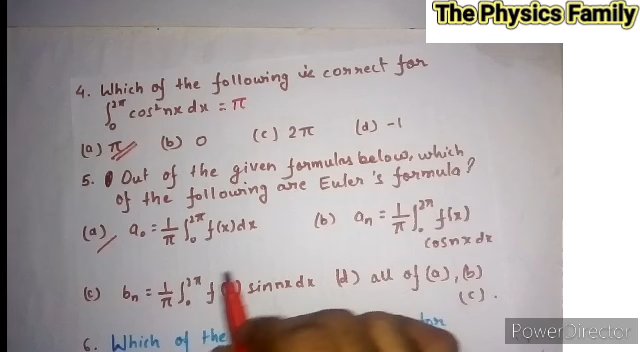 The Physics Family
4. Which of the following is correct for
∫₀^2π cos²nx dx = π
(a) π (b) 0 (c) 2π (d) -1
5. Out of the given formulas below, which
of the following are Euler's formula?
(a) a₀ = 1/π ∫₀^2π f(x)dx (b) aₙ = 1/π ∫₀^2π f(x)
cosnx dx
(c) bₙ = 1/π ∫₀^2π f( ) sinnx dx (d) all of (a), (b)
(c).
6. Which of the for
PowerDirector